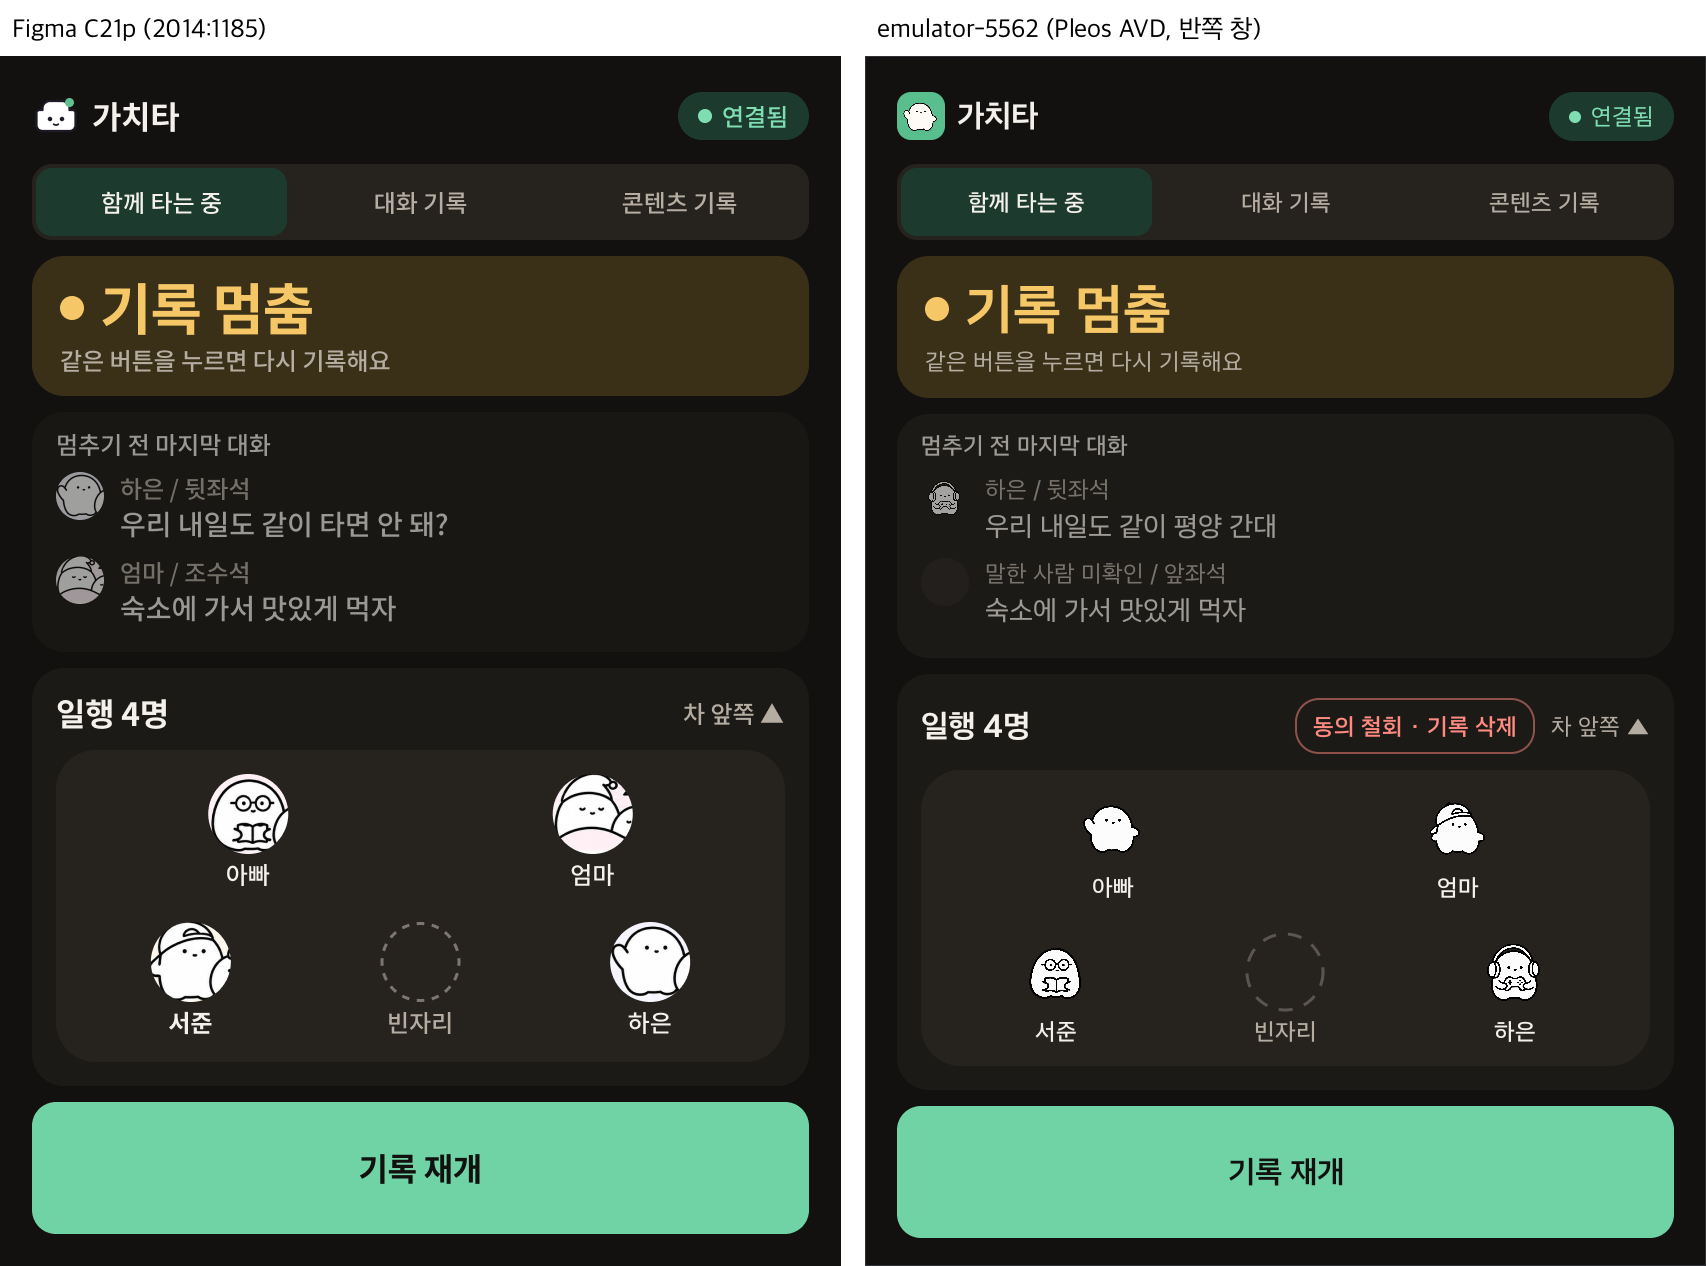 Figma C21p (2014:1185)
가치타
연결됨
함께 타는 중
대화 기록
콘텐츠 기록
기록 멈춤
같은 버튼을 누르면 다시 기록해요
멈추기 전 마지막 대화
하은 / 뒷좌석
우리 내일도 같이 타면 안 돼?
엄마 / 조수석
숙소에 가서 맛있게 먹자
일행 4명
차 앞쪽 ▲
아빠
엄마
서준
빈자리
하은
기록 재개
emulator-5562 (Pleos AVD, 반쪽 창)
가치타
연결됨
함께 타는 중
대화 기록
콘텐츠 기록
기록 멈춤
같은 버튼을 누르면 다시 기록해요
멈추기 전 마지막 대화
하은 / 뒷좌석
우리 내일도 같이 평양 간대
말한 사람 미확인 / 앞좌석
숙소에 가서 맛있게 먹자
일행 4명
동의 철회 · 기록 삭제
차 앞쪽 ▲
아빠
엄마
서준
빈자리
하은
기록 재개